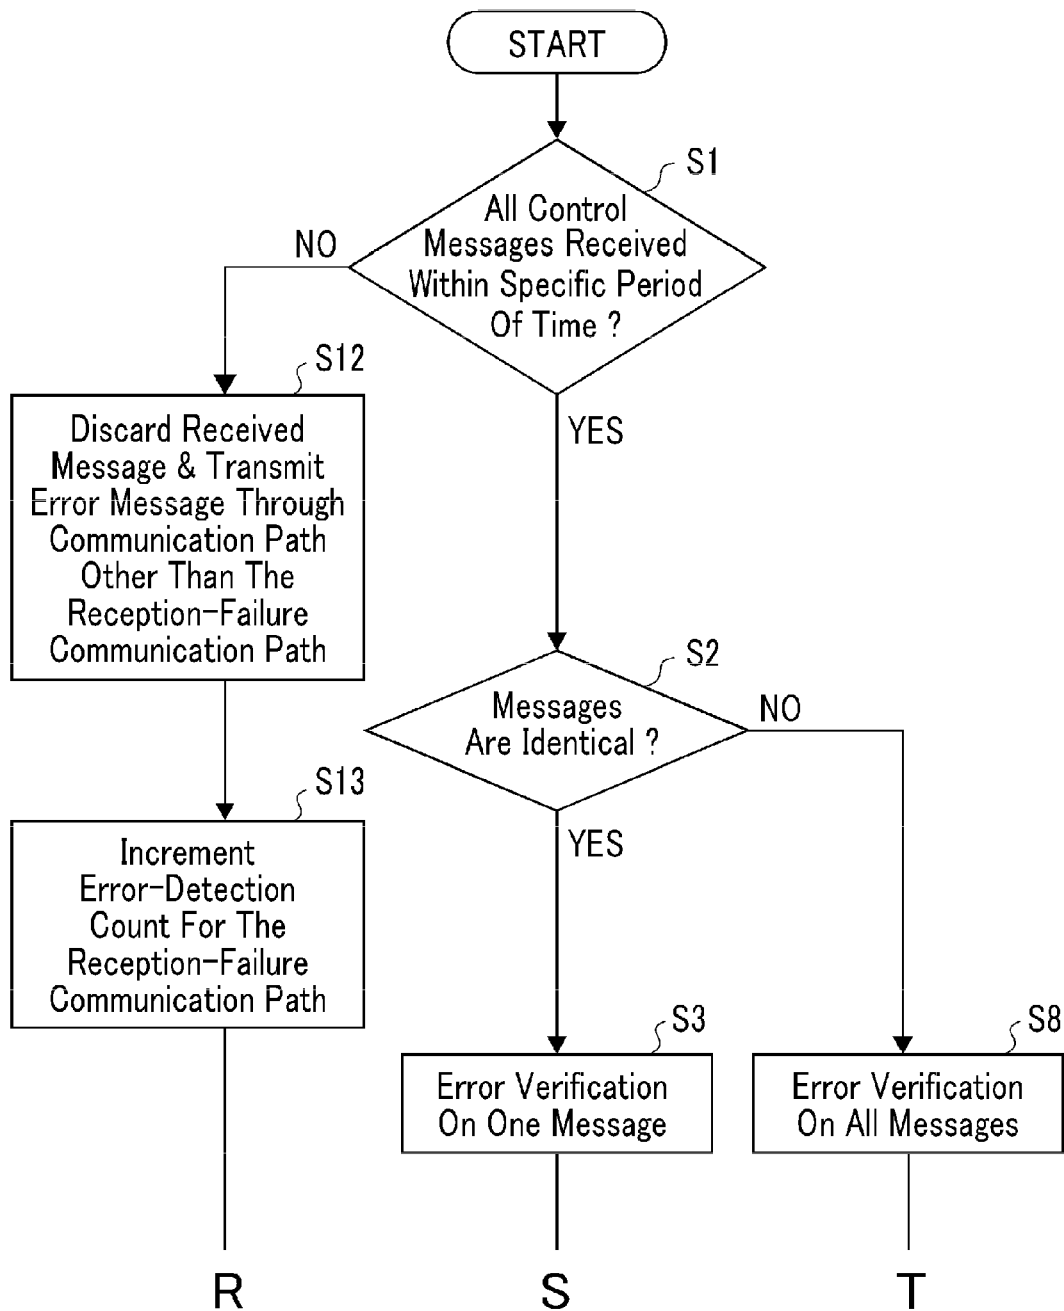 START
S1
All Control
Messages Received
Within Specific Period
Of Time ?
NO
YES
S12
Discard Received
Message & Transmit
Error Message Through
Communication Path
Other Than The
Reception-Failure
Communication Path
S2
Messages
Are Identical ?
NO
YES
S13
Increment
Error-Detection
Count For The
Reception-Failure
Communication Path
S3
Error Verification
On One Message
S8
Error Verification
On All Messages
R
S
T